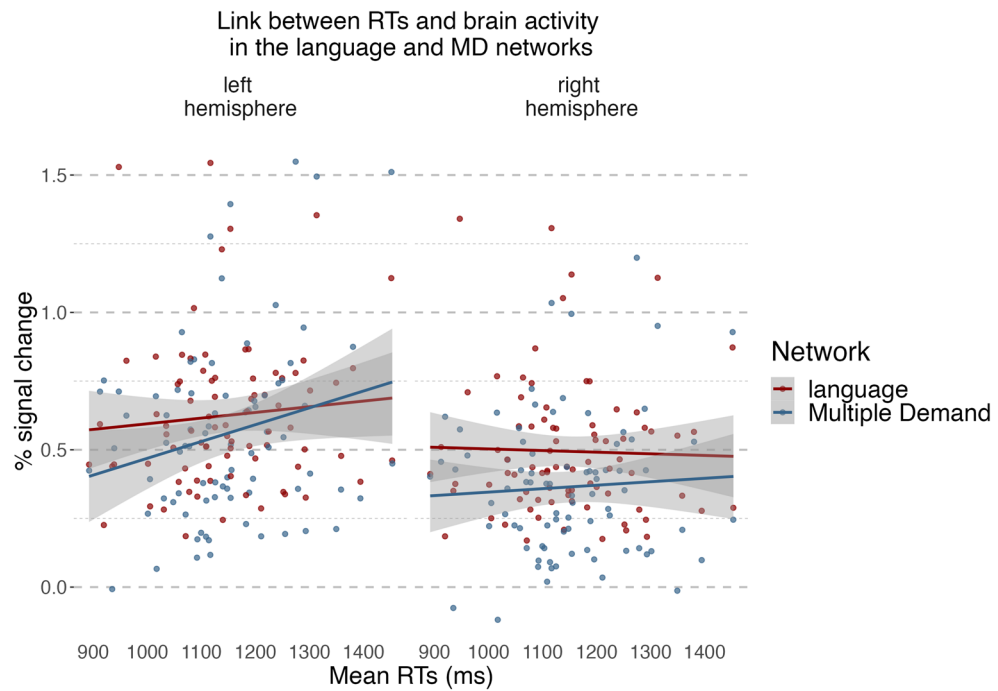 Link between RTs and brain activity
in the language and MD networks
left
hemisphere
right
hemisphere
% signal change
1.5
1.0
0.5
0.0
900 1000 1100 1200 1300 1400
900 1000 1100 1200 1300 1400
Mean RTs (ms)
Network
language
Multiple Demand